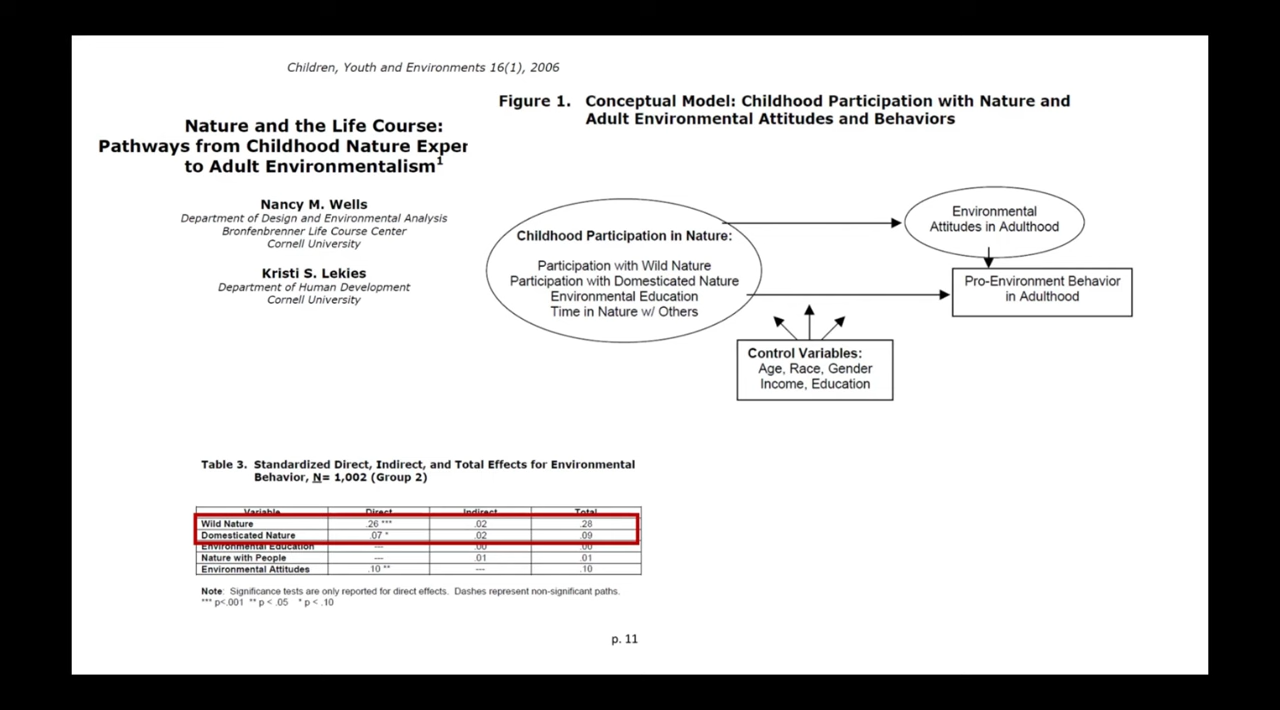 Children, Youth and Environments 16(1), 2006
Nature and the Life Course:
Pathways from Childhood Nature Exper
to Adult Environmentalism1
Nancy M. Wells
Department of Design and Environmental Analysis
Bronfenbrenner Life Course Center
Cornell University
Kristi S. Lekies
Department of Human Development
Cornell University
Figure 1. Conceptual Model: Childhood Participation with Nature and
Adult Environmental Attitudes and Behaviors
Childhood Participation in Nature:
Participation with Wild Nature
Participation with Domesticated Nature
Environmental Education
Time in Nature w/ Others
Environmental
Attitudes in Adulthood
Pro-Environment Behavior
in Adulthood
Control Variables:
Age, Race, Gender
Income, Education
Table 3. Standardized Direct, Indirect, and Total Effects for Environmental
Behavior, N= 1,002 (Group 2)
Variable Direct Indirect Total
Wild Nature .26 *** .02 .28
Domesticated Nature .07 * .02 .09
Environmental Education --- .00 .00
Nature with People --- .01 .01
Environmental Attitudes .10 ** --- .10
Note: Significance tests are only reported for direct effects. Dashes represent non-significant paths.
*** p<.001 ** p < .05 * p < .10
p. 11